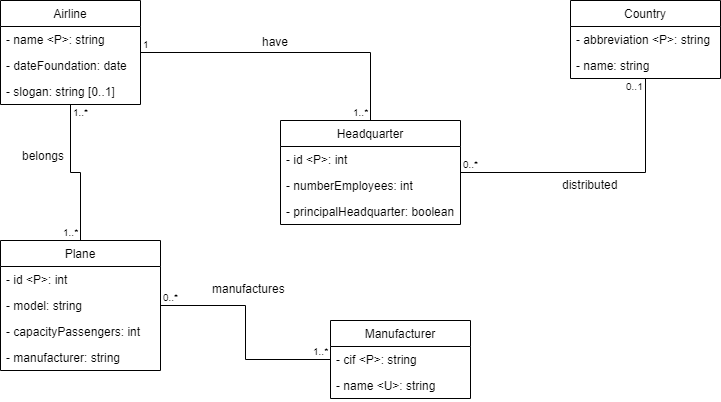 Airline
- name <P>: string
- dateFoundation: date
- slogan: string [0..1]
1
have
1..*
Country
- abbreviation <P>: string
- name: string
0..1
1..*
belongs
1..*
Headquarter
- id <P>: int
- numberEmployees: int
- principalHeadquarter: boolean
0..*
distributed
Plane
- id <P>: int
- model: string
- capacityPassengers: int
- manufacturer: string
0..*
manufactures
1..*
Manufacturer
- cif <P>: string
- name <U>: string